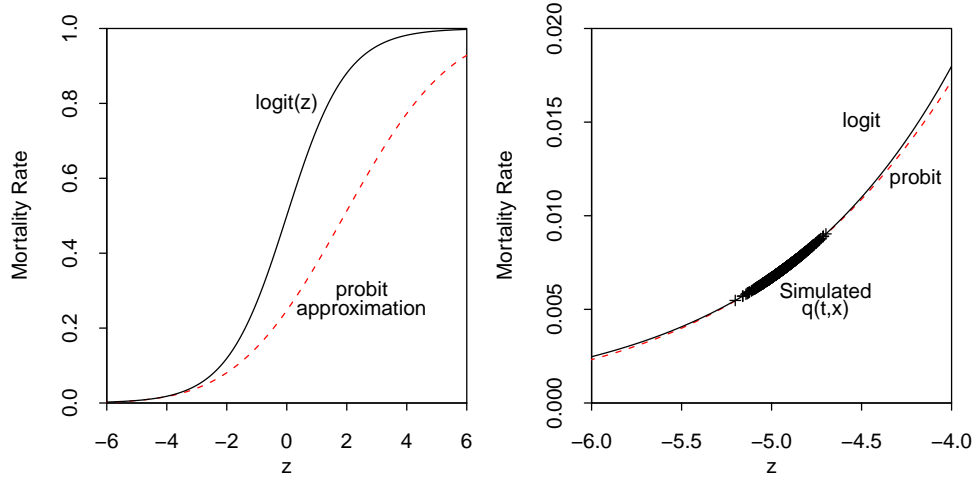 Mortality Rate
1.0
0.8
0.6
0.4
0.2
0.0
logit(z)
probit
approximation
−6
−4
−2
0
2
4
6
z
Mortality Rate
0.020
0.015
0.010
0.005
0.000
logit
probit
Simulated
q(t,x)
−6.0
−5.5
−5.0
−4.5
−4.0
z